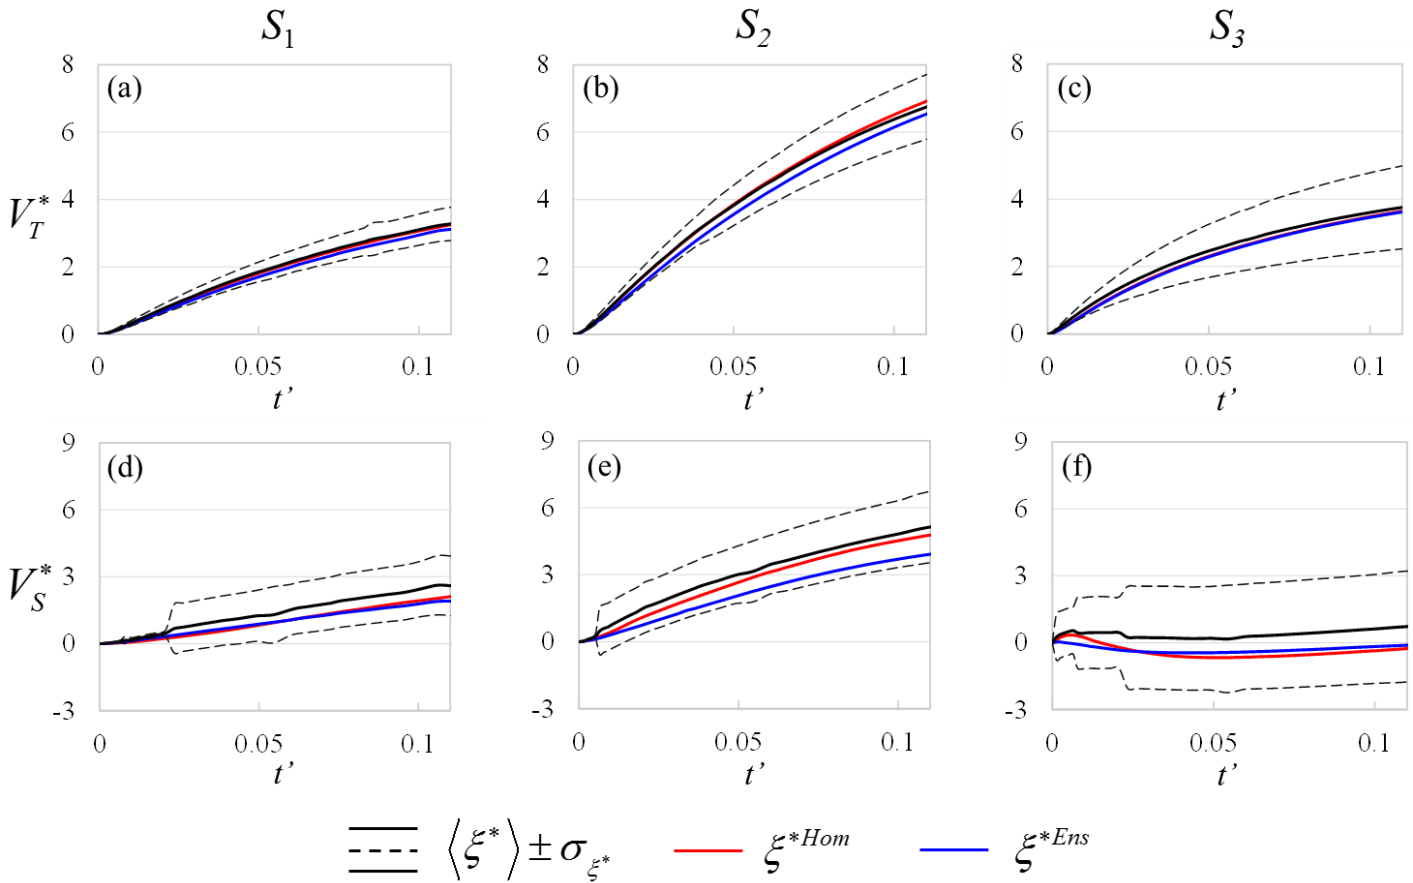 S1 S2 S3
(a) (b) (c)
8 8 8
6 6 6
V*T 4 4 4
2 2 2
0 0 0
0 0.05 0.1 0 0.05 0.1 0 0.05 0.1
t’ t’ t’
(d) (e) (f)
9 9 9
6 6 6
V*S 3 3 3
0 0 0
-3 -3 -3
0 0.05 0.1 0 0.05 0.1 0 0.05 0.1
t’ t’ t’
⟨ξ*⟩ ± σξ* ξ*Hom ξ*Ens